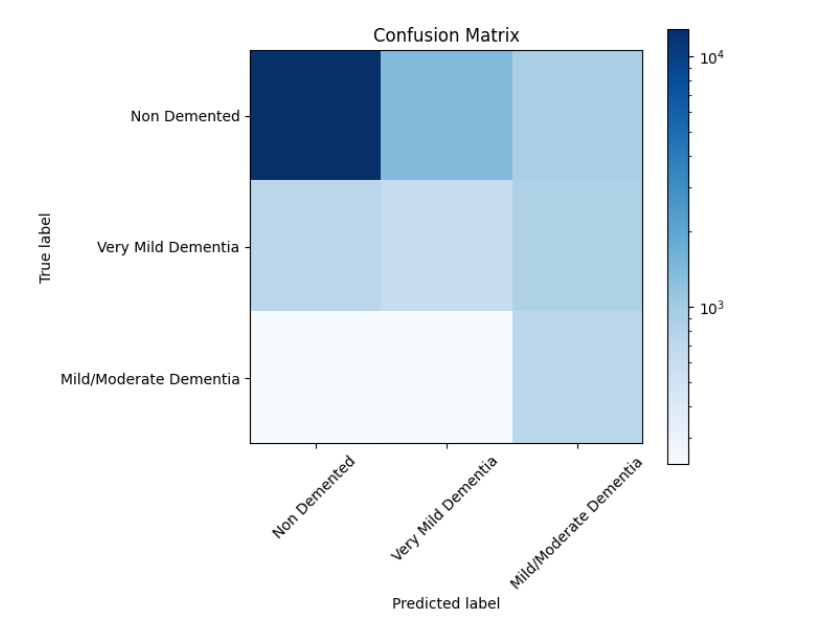 Confusion Matrix
True label
Non Demented
Very Mild Dementia
Mild/Moderate Dementia
Non Demented
Very Mild Dementia
Mild/Moderate Dementia
Predicted label
10⁴
10³